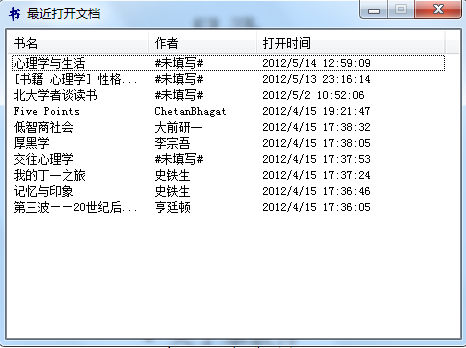 书 最近打开文档
书名 作者 打开时间
心理学与生活 #未填写# 2012/5/14 12:59:09
[书籍 心理学] 性格... #未填写# 2012/5/13 23:16:14
北大学者谈读书 #未填写# 2012/5/2 10:52:06
Five Points ChetanBhagat 2012/4/15 19:21:47
低智商社会 大前研一 2012/4/15 17:38:32
厚黑学 李宗吾 2012/4/15 17:38:05
交往心理学 #未填写# 2012/4/15 17:37:53
我的丁一之旅 史铁生 2012/4/15 17:37:24
记忆与印象 史铁生 2012/4/15 17:36:46
第三波——20世纪后... 亨廷顿 2012/4/15 17:36:05